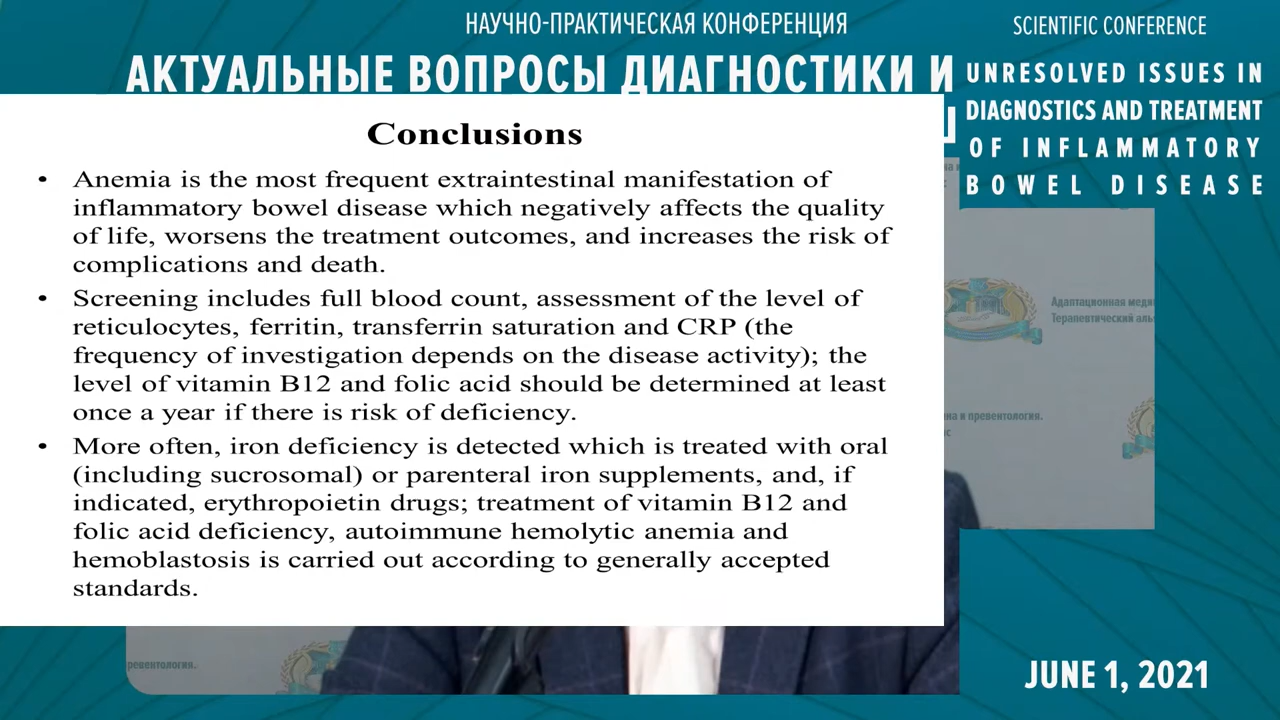 НАУЧНО-ПРАКТИЧЕСКАЯ КОНФЕРЕНЦИЯ
АКТУАЛЬНЫЕ ВОПРОСЫ ДИАГНОСТИКИ И
SCIENTIFIC CONFERENCE
UNRESOLVED ISSUES IN
DIAGNOSTICS AND TREATMENT
OF INFLAMMATORY
BOWEL DISEASE
Conclusions
• Anemia is the most frequent extraintestinal manifestation of
inflammatory bowel disease which negatively affects the quality
of life, worsens the treatment outcomes, and increases the risk of
complications and death.
• Screening includes full blood count, assessment of the level of
reticulocytes, ferritin, transferrin saturation and CRP (the
frequency of investigation depends on the disease activity); the
level of vitamin B12 and folic acid should be determined at least
once a year if there is risk of deficiency.
• More often, iron deficiency is detected which is treated with oral
(including sucrosomal) or parenteral iron supplements, and, if
indicated, erythropoietin drugs; treatment of vitamin B12 and
folic acid deficiency, autoimmune hemolytic anemia and
hemoblastosis is carried out according to generally accepted
standards.
Адаптационная меди
Терапевтический аль
на и превентология.
ревентология.
JUNE 1, 2021